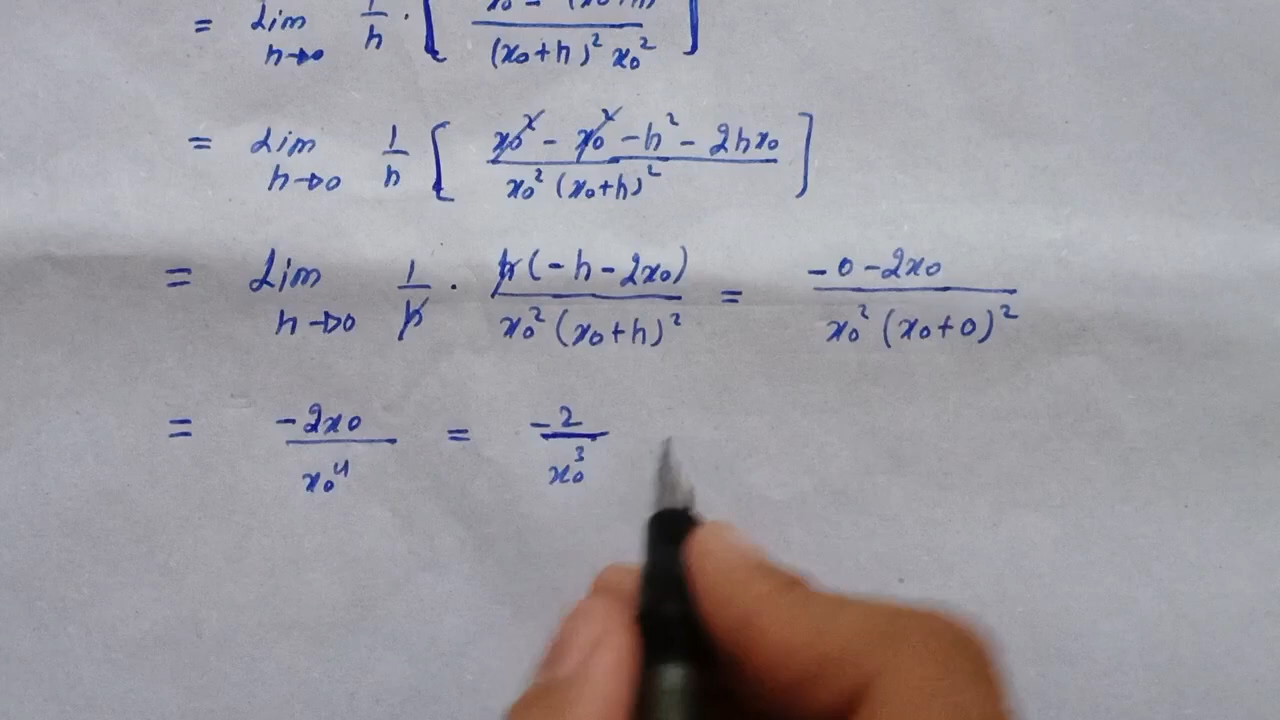 = Lim h→0 1/h · [ / (x₀+h)² x₀² ]
= Lim h→0 1/h [ x₀² - x₀² - h² - 2hx₀ / x₀² (x₀+h)² ]
= Lim h→0 1/h · h(-h-2x₀) / x₀² (x₀+h)² = -0-2x₀ / x₀² (x₀+0)²
= -2x₀ / x₀⁴ = -2 / x₀³